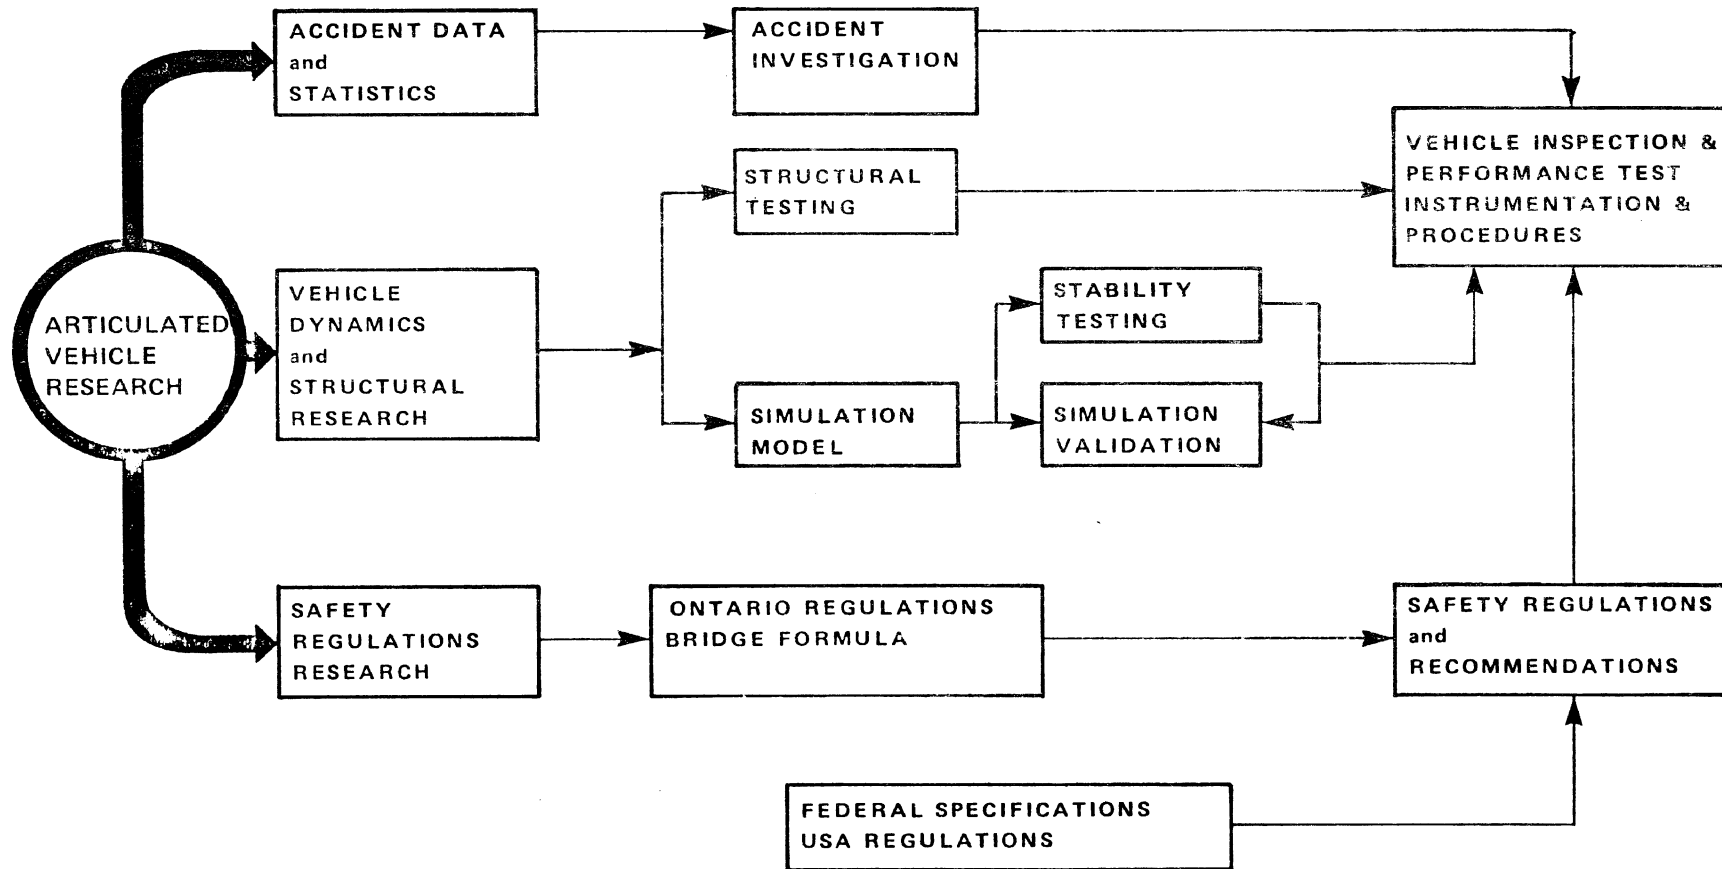 ACCIDENT DATA
and
STATISTICS
ACCIDENT
INVESTIGATION
VEHICLE INSPECTION &
PERFORMANCE TEST
INSTRUMENTATION &
PROCEDURES
STRUCTURAL
TESTING
ARTICULATED
VEHICLE
RESEARCH
VEHICLE
DYNAMICS
and
STRUCTURAL
RESEARCH
STABILITY
TESTING
SIMULATION
MODEL
SIMULATION
VALIDATION
SAFETY
REGULATIONS
RESEARCH
ONTARIO REGULATIONS
BRIDGE FORMULA
SAFETY REGULATIONS
and
RECOMMENDATIONS
FEDERAL SPECIFICATIONS
USA REGULATIONS